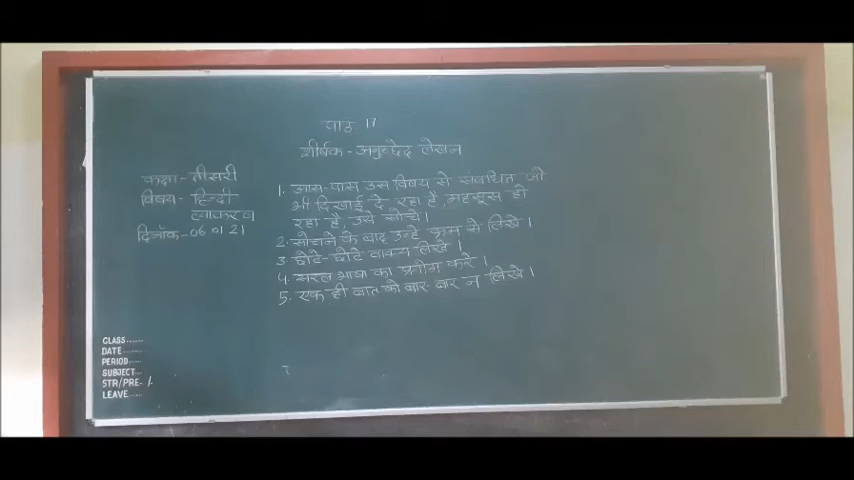 पाठ 17
शीर्षक - अनुच्छेद लेखन
कक्षा - तीसरी
विषय - हिन्दी
व्याकरण
दिनाँक - 06 01 21
1. आस-पास उस विषय से संबंधित जो
भी दिखाई दे रहा है, महसूस हो
रहा है, उसे सोचे।
2. सोचने के बाद उन्हे क्रम से लिखे।
3. छोटे-छोटे वाक्य लिखे।
4. सरल भाषा का प्रयोग करे।
5. एक ही बात को बार-बार न लिखे।
CLASS......
DATE......
PERIOD.....
SUBJECT...
STR/PRE- /.
LEAVE.....